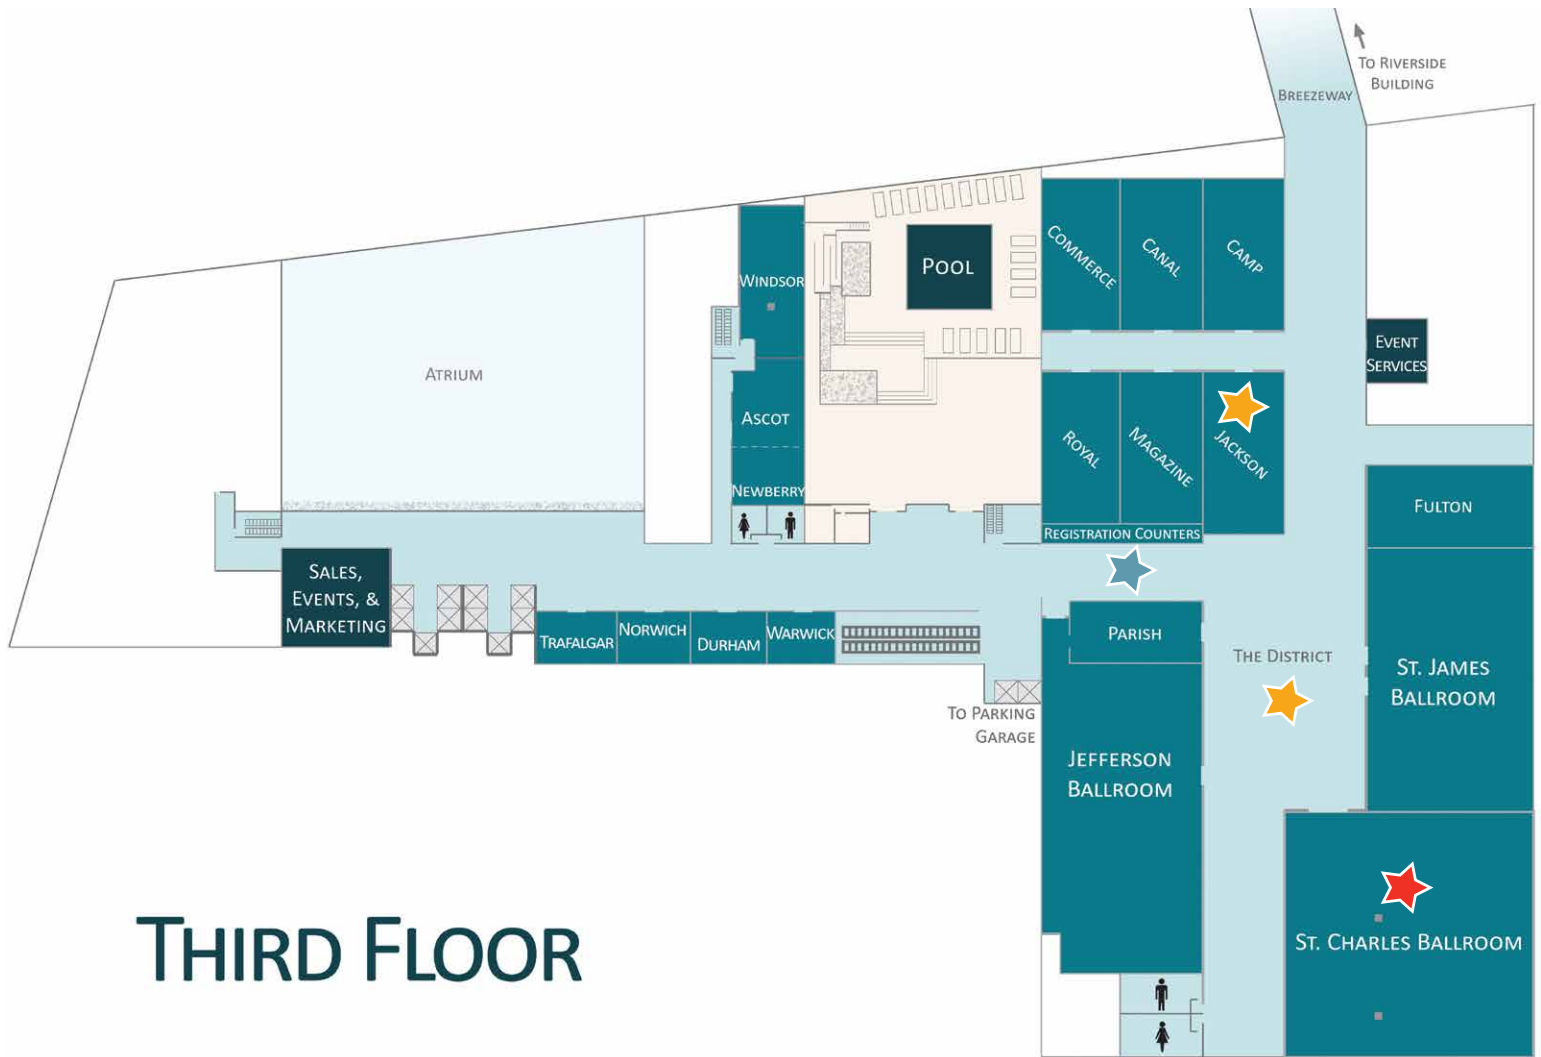 To Riverside
Building
Breezeway
Commerce
Canal
Camp
Pool
Windsor
Event
Services
Atrium
Ascot
Newberry
Royal
Magazine
Jackson
Fulton
Registration Counters
Sales,
Events, &
Marketing
Trafalgar
Norwich
Durham
Warwick
Parish
The District
St. James
Ballroom
To Parking
Garage
Jefferson
Ballroom
St. Charles Ballroom
Third Floor